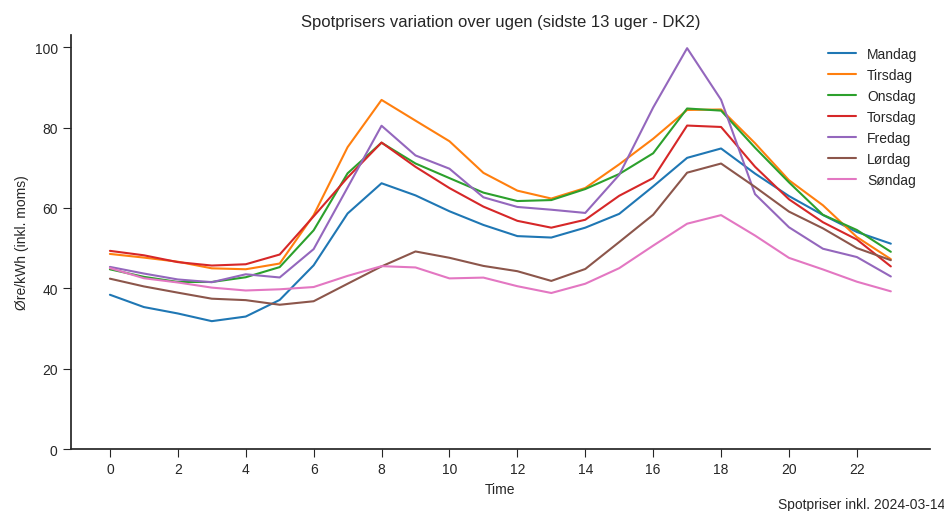 Spotprisers variation over ugen (sidste 13 uger - DK2)
Øre/kWh (inkl. moms)
100
80
60
40
20
0
0 2 4 6 8 10 12 14 16 18 20 22
Time
Mandag
Tirsdag
Onsdag
Torsdag
Fredag
Lørdag
Søndag
Spotpriser inkl. 2024-03-14